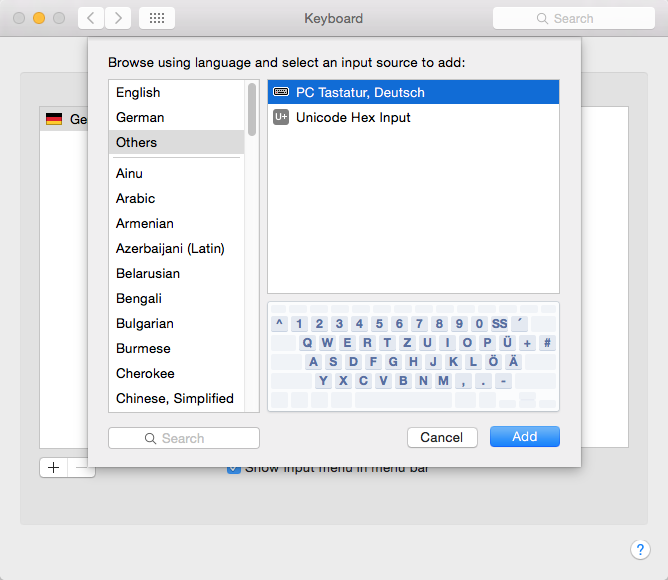 Keyboard
Search
Browse using language and select an input source to add:
English
German
Others
Ainu
Arabic
Armenian
Azerbaijani (Latin)
Belarusian
Bengali
Bulgarian
Burmese
Cherokee
Chinese, Simplified
PC Tastatur, Deutsch
U+ Unicode Hex Input
^ 1 2 3 4 5 6 7 8 9 0 SS ´
Q W E R T Z U I O P Ü + #
A S D F G H J K L Ö Ä
Y X C V B N M , . -
Search
Cancel
Add
Ge
+ −
Show input menu in menu bar
?